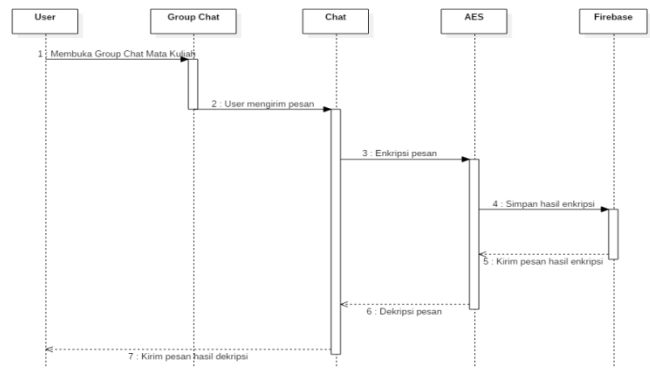 User
Group Chat
Chat
AES
Firebase
1 Membuka Group Chat Mata Kuliah
2 : User mengirim pesan
3 : Enkripsi pesan
4 : Simpan hasil enkripsi
5 : Kirim pesan hasil enkripsi
6 : Dekripsi pesan
7 : Kirim pesan hasil dekripsi